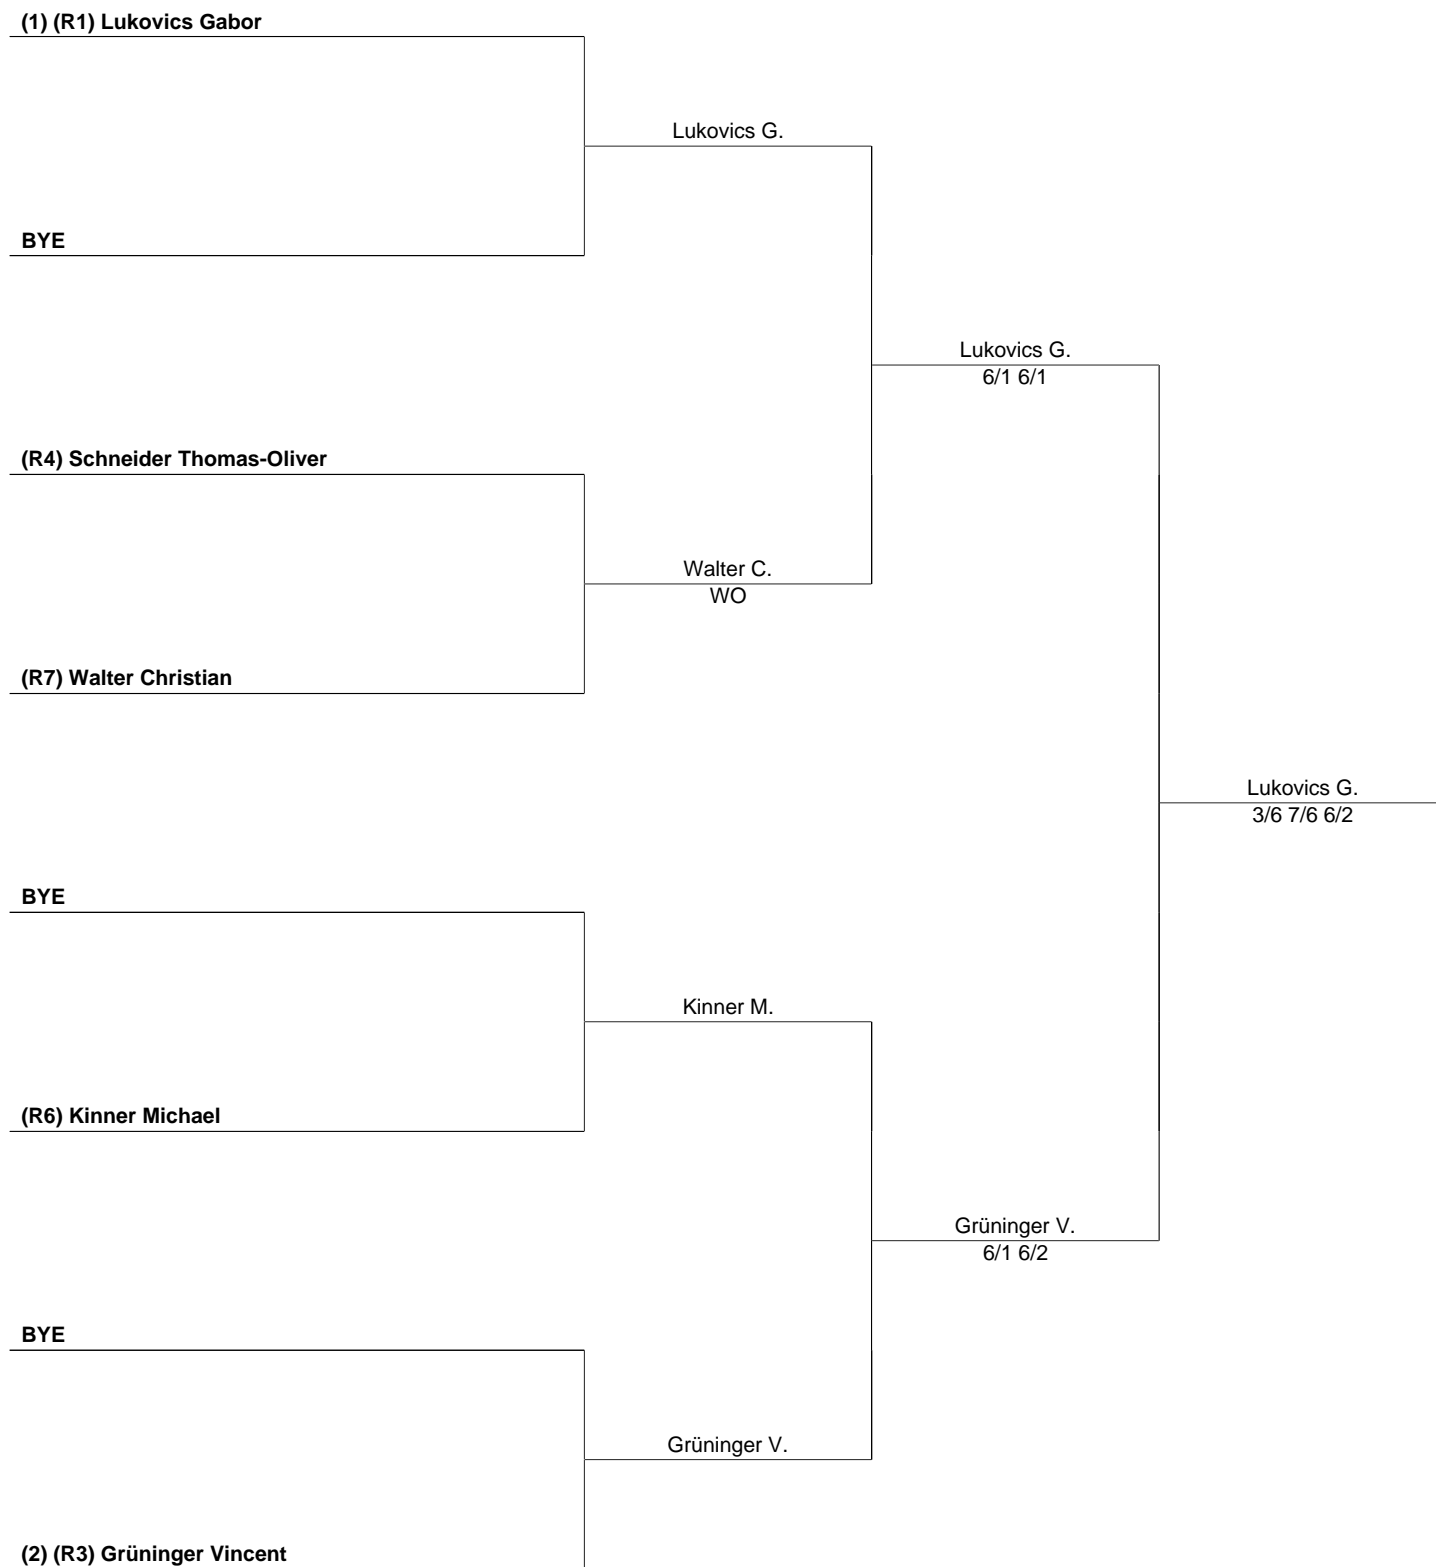 (1) (R1) Lukovics Gabor
Lukovics G.
BYE
Lukovics G.
6/1 6/1
(R4) Schneider Thomas-Oliver
Walter C.
WO
(R7) Walter Christian
Lukovics G.
3/6 7/6 6/2
BYE
Kinner M.
(R6) Kinner Michael
Grüninger V.
6/1 6/2
BYE
Grüninger V.
(2) (R3) Grüninger Vincent